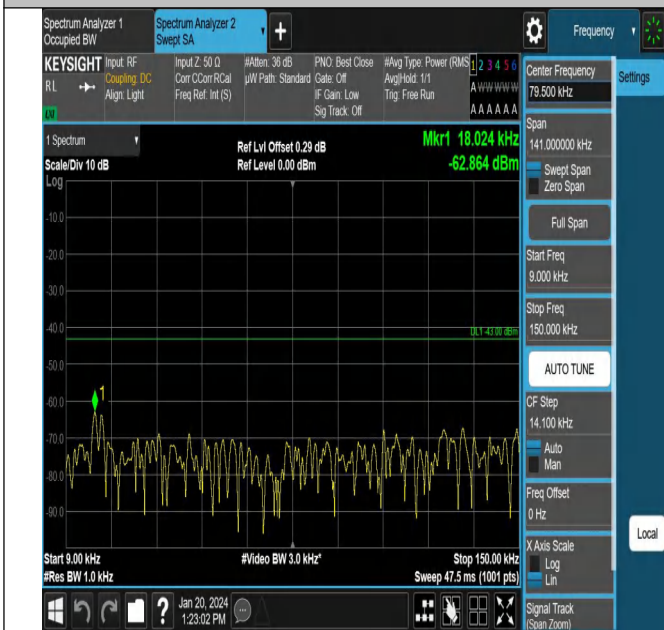 Spectrum Analyzer 1
Occupied BW
Spectrum Analyzer 2
Swept SA
Frequency
KEYSIGHT
R L
LXI
Input: RF
Coupling: DC
Align: Light
Input Z: 50 Ω
Corr CCorr RCal
Freq Ref: Int (S)
#Atten: 36 dB
µW Path: Standard
PNO: Best Close
Gate: Off
IF Gain: Low
Sig Track: Off
#Avg Type: Power (RMS
Avg|Hold: 1/1
Trig: Free Run
1 2 3 4 5 6
A W W W W W
A A A A A A
1 Spectrum
Scale/Div 10 dB
Log
Ref Lvl Offset 0.29 dB
Ref Level 0.00 dBm
Mkr1 18.024 kHz
-62.864 dBm
-10.0
-20.0
-30.0
-40.0
DL1 -43.00 dBm
-50.0
-60.0
1
-70.0
-80.0
-90.0
Start 9.00 kHz
#Res BW 1.0 kHz
#Video BW 3.0 kHz*
Stop 150.00 kHz
Sweep 47.5 ms (1001 pts)
Jan 20, 2024
1:23:02 PM
Center Frequency
79.500 kHz
Settings
Span
141.000000 kHz
Swept Span
Zero Span
Full Span
Start Freq
9.000 kHz
Stop Freq
150.000 kHz
AUTO TUNE
CF Step
14.100 kHz
Auto
Man
Freq Offset
0 Hz
X Axis Scale
Log
Lin
Local
Signal Track
(Span Zoom)